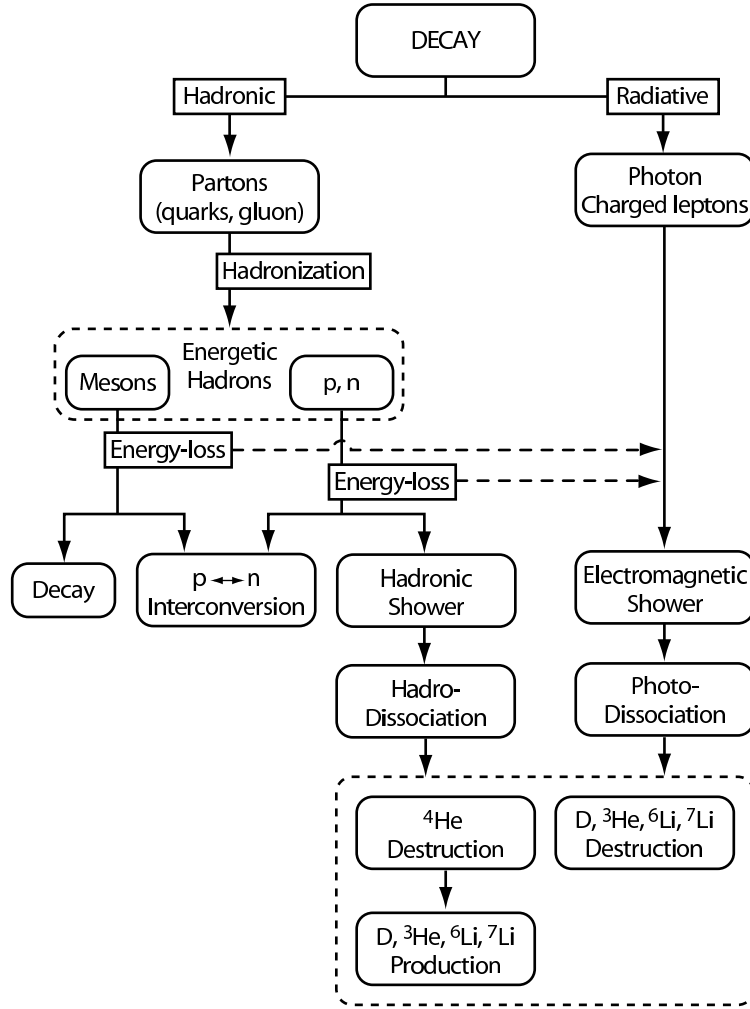 DECAY
Hadronic
Radiative
Partons
(quarks, gluon)
Photon
Charged leptons
Hadronization
Energetic
Hadrons
Mesons
p, n
Energy-loss
Energy-loss
Decay
p ↔ n
Interconversion
Hadronic
Shower
Electromagnetic
Shower
Hadro-
Dissociation
Photo-
Dissociation
⁴He
Destruction
D, ³He, ⁶Li, ⁷Li
Destruction
D, ³He, ⁶Li, ⁷Li
Production